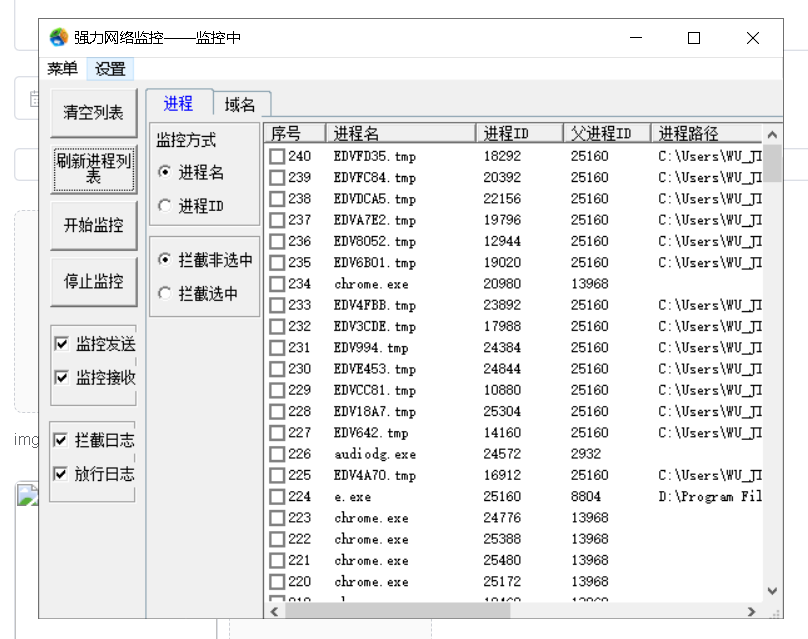 强力网络监控——监控中
菜单 设置
清空列表
刷新进程列表
开始监控
停止监控
监控发送
监控接收
拦截日志
放行日志
进程 域名
监控方式
进程名
进程ID
拦截非选中
拦截选中
序号 进程名 进程ID 父进程ID 进程路径
240 EDVFD35.tmp 18292 25160 C:\Users\WU_JI
239 EDVFC84.tmp 20392 25160 C:\Users\WU_JI
238 EDVDCA5.tmp 22156 25160 C:\Users\WU_JI
237 EDVA7E2.tmp 19796 25160 C:\Users\WU_JI
236 EDV8052.tmp 12944 25160 C:\Users\WU_JI
235 EDV6B01.tmp 19020 25160 C:\Users\WU_JI
234 chrome.exe 20980 13968
233 EDV4FBB.tmp 23892 25160 C:\Users\WU_JI
232 EDV3CDE.tmp 17988 25160 C:\Users\WU_JI
231 EDV994.tmp 24384 25160 C:\Users\WU_JI
230 EDVE453.tmp 24844 25160 C:\Users\WU_JI
229 EDVCC81.tmp 10880 25160 C:\Users\WU_JI
228 EDV18A7.tmp 25304 25160 C:\Users\WU_JI
227 EDV642.tmp 14160 25160 C:\Users\WU_JI
226 audiodg.exe 24572 2932
225 EDV4A70.tmp 16912 25160 C:\Users\WU_JI
224 e.exe 25160 8804 D:\Program Fil
223 chrome.exe 24776 13968
222 chrome.exe 25388 13968
221 chrome.exe 25480 13968
220 chrome.exe 25172 13968
img